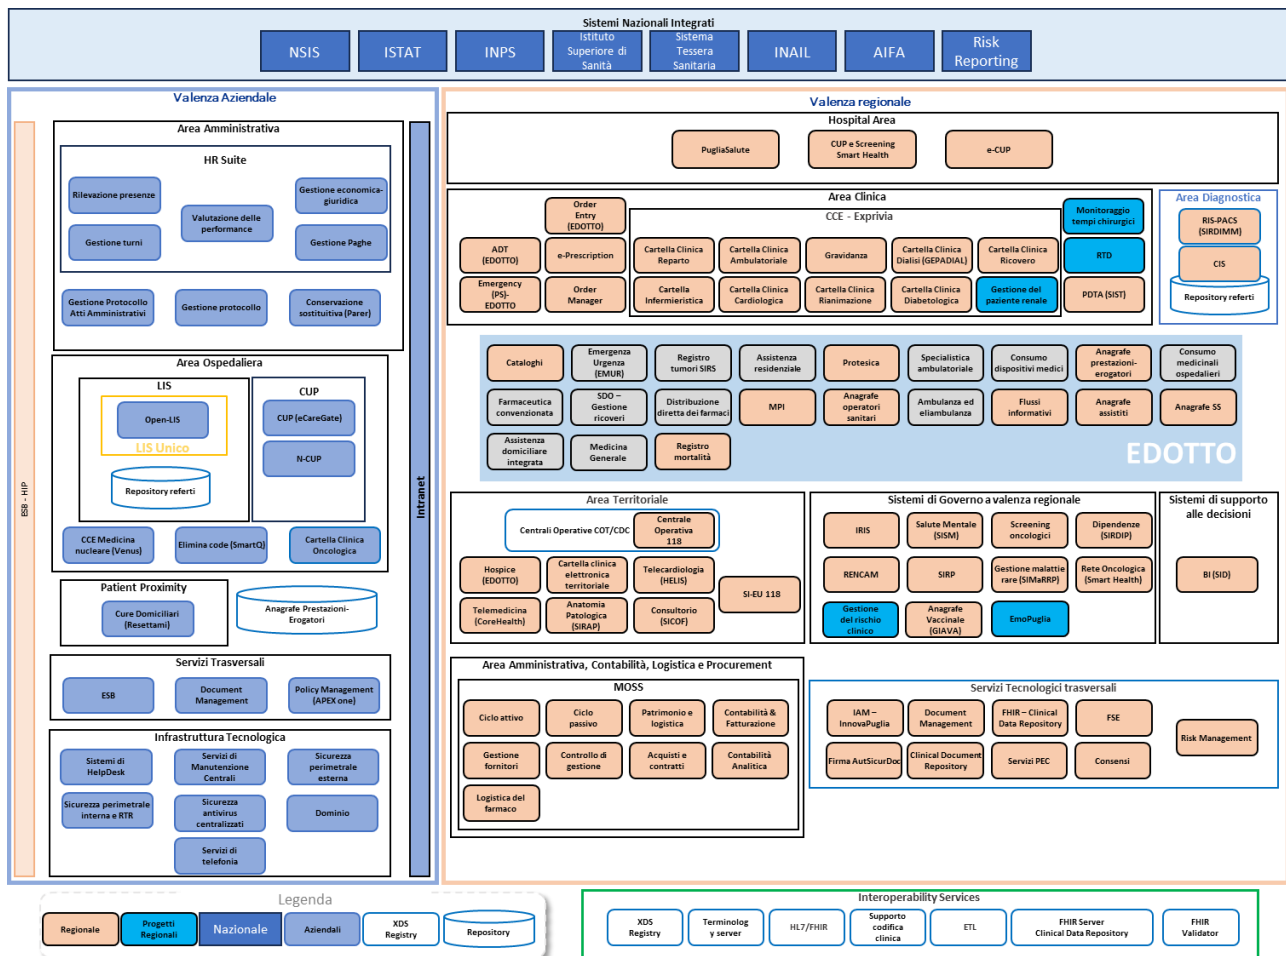 Sistemi Nazionali Integrati
NSIS
ISTAT
INPS
Istituto
Superiore di
Sanità
Sistema
Tessera
Sanitaria
INAIL
AIFA
Risk
Reporting
Valenza Aziendale
ESB - HIP
Intranet
Area Amministrativa
HR Suite
Rilevazione presenze
Valutazione delle
performance
Gestione economica-
giuridica
Gestione turni
Gestione Paghe
Gestione Protocollo
Atti Amministrativi
Gestione protocollo
Conservazione
sostitutiva (Parer)
Area Ospedaliera
LIS
Open-LIS
LIS Unico
Repository referti
CUP
CUP (eCareGate)
N-CUP
CCE Medicina
nucleare (Venus)
Elimina code (SmartQ)
Cartella Clinica
Oncologica
Patient Proximity
Cure Domiciliari
(Resettami)
Anagrafe Prestazioni-
Erogatori
Servizi Trasversali
ESB
Document
Management
Policy Management
(APEX one)
Infrastruttura Tecnologica
Sistemi di
HelpDesk
Servizi di
Manutenzione
Centrali
Sicurezza
perimetrale
esterna
Sicurezza perimetrale
interna e RTR
Sicurezza
antivirus
centralizzati
Dominio
Servizi di
telefonia
Valenza regionale
Hospital Area
PugliaSalute
CUP e Screening
Smart Health
e-CUP
Area Clinica
Order
Entry
(EDOTTO)
ADT
(EDOTTO)
e-Prescription
Emergency
(PS)-
EDOTTO
Order
Manager
CCE - Exprivia
Cartella Clinica
Reparto
Cartella Clinica
Ambulatoriale
Gravidanza
Cartella Clinica
Dialisi (GEPADIAL)
Cartella Clinica
Ricovero
Cartella
Infermieristica
Cartella Clinica
Cardiologica
Cartella Clinica
Rianimazione
Cartella Clinica
Diabetologica
Gestione del
paziente renale
Monitoraggio
tempi chirurgici
RTD
PDTA (SIST)
Area Diagnostica
RIS-PACS
(SIRDIMM)
CIS
Repository referti
Cataloghi
Emergenza
Urgenza
(EMUR)
Registro
tumori SIRS
Assistenza
residenziale
Protesica
Specialistica
ambulatoriale
Consumo
dispositivi medici
Anagrafe
prestazioni-
erogatori
Consumo
medicinali
ospedalieri
Farmaceutica
convenzionata
SDO –
Gestione
ricoveri
Distribuzione
diretta dei farmaci
MPI
Anagrafe
operatori
sanitari
Ambulanza ed
eliambulanza
Flussi
informativi
Anagrafe
assistiti
Anagrafe SS
Assistenza
domiciliare
integrata
Medicina
Generale
Registro
mortalità
EDOTTO
Area Territoriale
Centrali Operative COT/CDC
Centrale
Operativa
118
Hospice
(EDOTTO)
Cartella clinica
elettronica
territoriale
Telecardiologia
(HELIS)
SI-EU 118
Telemedicina
(CoreHealth)
Anatomia
Patologica
(SIRAP)
Consultorio
(SICOF)
Sistemi di Governo a valenza regionale
IRIS
Salute Mentale
(SISM)
Screening
oncologici
Dipendenze
(SIRDIP)
RENCAM
SIRP
Gestione malattie
rare (SIMaRRP)
Rete Oncologica
(Smart Health)
Gestione
del rischio
clinico
Anagrafe
Vaccinale
(GIAVA)
EmoPuglia
Sistemi di supporto
alle decisioni
BI (SID)
Area Amministrativa, Contabilità, Logistica e Procurement
MOSS
Ciclo attivo
Ciclo
passivo
Patrimonio e
logistica
Contabilità &
Fatturazione
Gestione
fornitori
Controllo di
gestione
Acquisti e
contratti
Contabilità
Analitica
Logistica del
farmaco
Servizi Tecnologici trasversali
IAM –
InnovaPuglia
Document
Management
FHIR – Clinical
Data Repository
FSE
Risk Management
Firma AutSicurDoc
Clinical Document
Repository
Servizi PEC
Consensi
Legenda
Regionale
Progetti
Regionali
Nazionale
Aziendali
XDS
Registry
Repository
Interoperability Services
XDS
Registry
Terminolog
y server
HL7/FHIR
Supporto
codifica
clinica
ETL
FHIR Server
Clinical Data Repository
FHIR
Validator